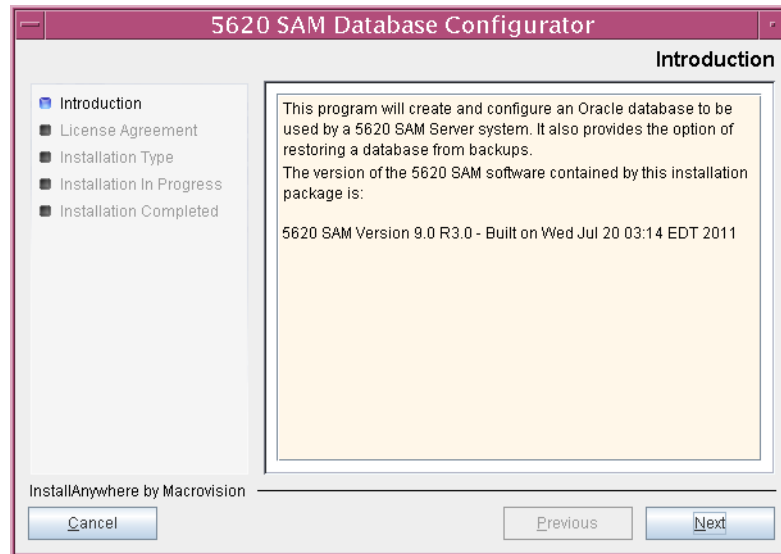 5620 SAM Database Configurator
Introduction
Introduction
License Agreement
Installation Type
Installation In Progress
Installation Completed
This program will create and configure an Oracle database to be
used by a 5620 SAM Server system. It also provides the option of
restoring a database from backups.
The version of the 5620 SAM software contained by this installation
package is:
5620 SAM Version 9.0 R3.0 - Built on Wed Jul 20 03:14 EDT 2011
InstallAnywhere by Macrovision
Cancel
Previous
Next